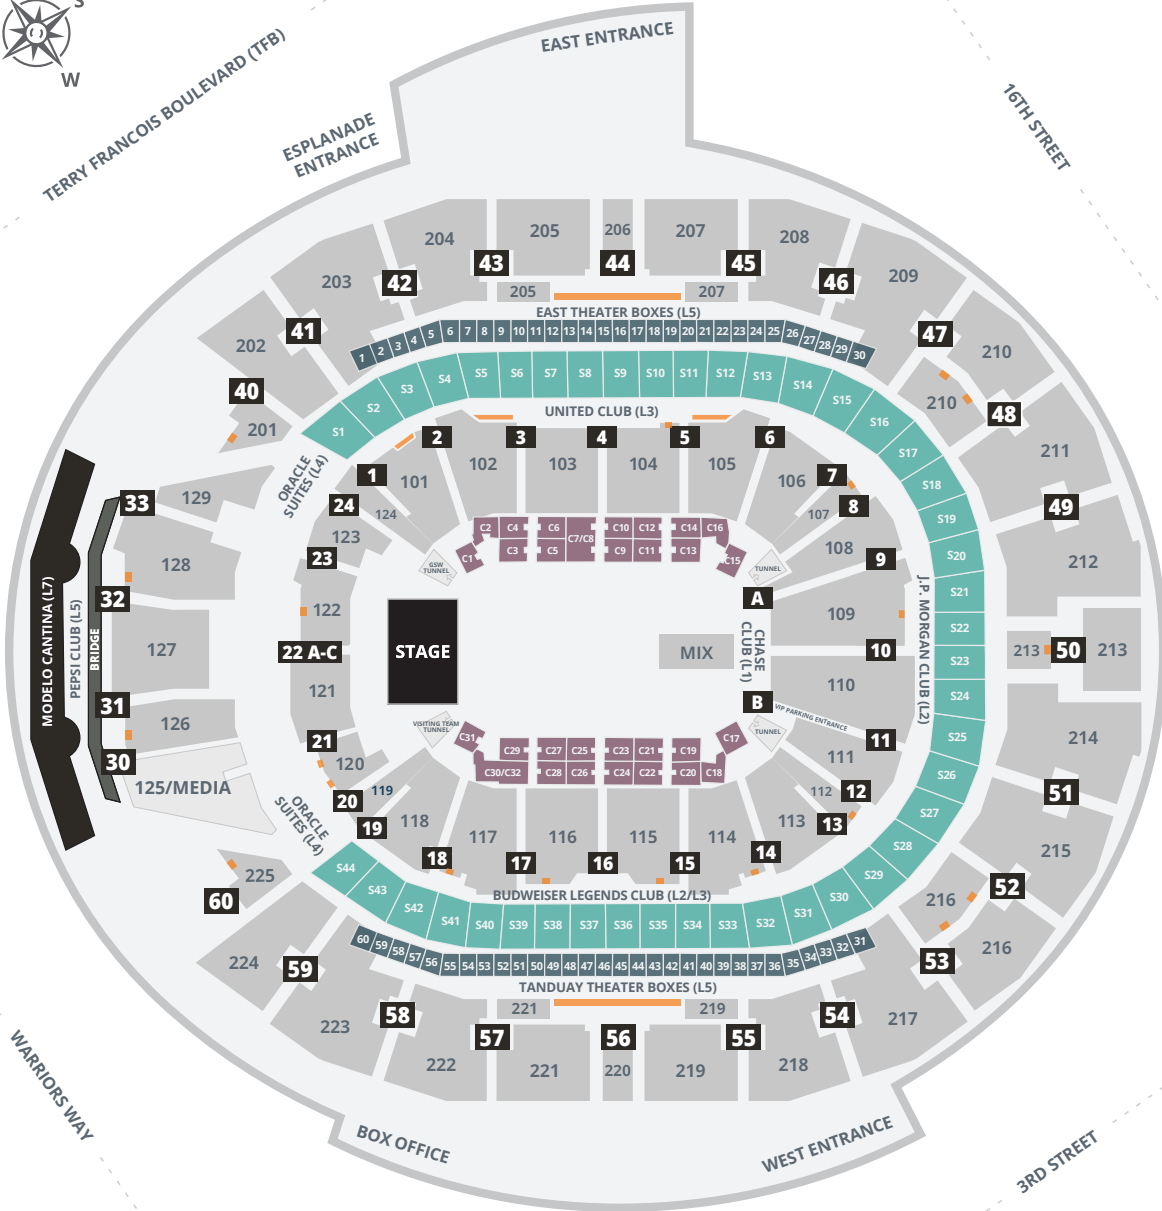 S
W
TERRY FRANCOIS BOULEVARD (TFB)
ESPLANADE
ENTRANCE
EAST ENTRANCE
16TH STREET
204
43
205
206
44
207
45
208
203
42
46
209
41
205
207
47
202
EAST THEATER BOXES (L5)
210
1 2 3 4 5 6 7 8 9 10 11 12 13 14 15 16 17 18 19 20 21 22 23 24 25 26 27 28 29 30
40
201
210
48
S1 S2 S3 S4 S5 S6 S7 S8 S9 S10 S11 S12 S13 S14 S15 S16 S17 S18 S19 S20 S21 S22 S23 S24 S25 S26 S27 S28 S29 S30 S31 S32 S33 S34 S35 S36 S37 S38 S39 S40 S41 S42 S43 S44
UNITED CLUB (L3)
211
ORACLE
SUITES (L4)
2
3
4
5
6
1
101
102
103
104
105
106
7
24
124
107
8
49
33
129
123
108
9
23
C2 C4 C6 C7/C8 C10 C12 C14 C16
C1 C3 C5 C9 C11 C13 C15
GSW
TUNNEL
TUNNEL
128
212
32
122
A
109
MODELO CANTINA (L7)
PEPSI CLUB (L5)
BRIDGE
127
22 A-C
STAGE
MIX
CHASE
CLUB (L1)
10
J.P. MORGAN CLUB (L2)
213
50
213
31
121
B
110
126
VISITING TEAM
TUNNEL
VIP PARKING ENTRANCE
TUNNEL
21
11
214
30
C31 C29 C27 C25 C23 C21 C19 C17
C30/C32 C28 C26 C24 C22 C20 C18
125/MEDIA
120
111
20
119
112
12
51
19
118
113
13
ORACLE
SUITES (L4)
117
116
115
114
18
17
16
15
14
215
225
60
BUDWEISER LEGENDS CLUB (L2/L3)
216
52
60 59 58 57 56 55 54 53 52 51 50 49 48 47 46 45 44 43 42 41 40 39 38 37 36 35 34 33 32 31
224
59
53
216
TANDUAY THEATER BOXES (L5)
221
219
223
58
54
217
57
56
55
222
221
220
219
218
WARRIORS WAY
BOX OFFICE
WEST ENTRANCE
3RD STREET